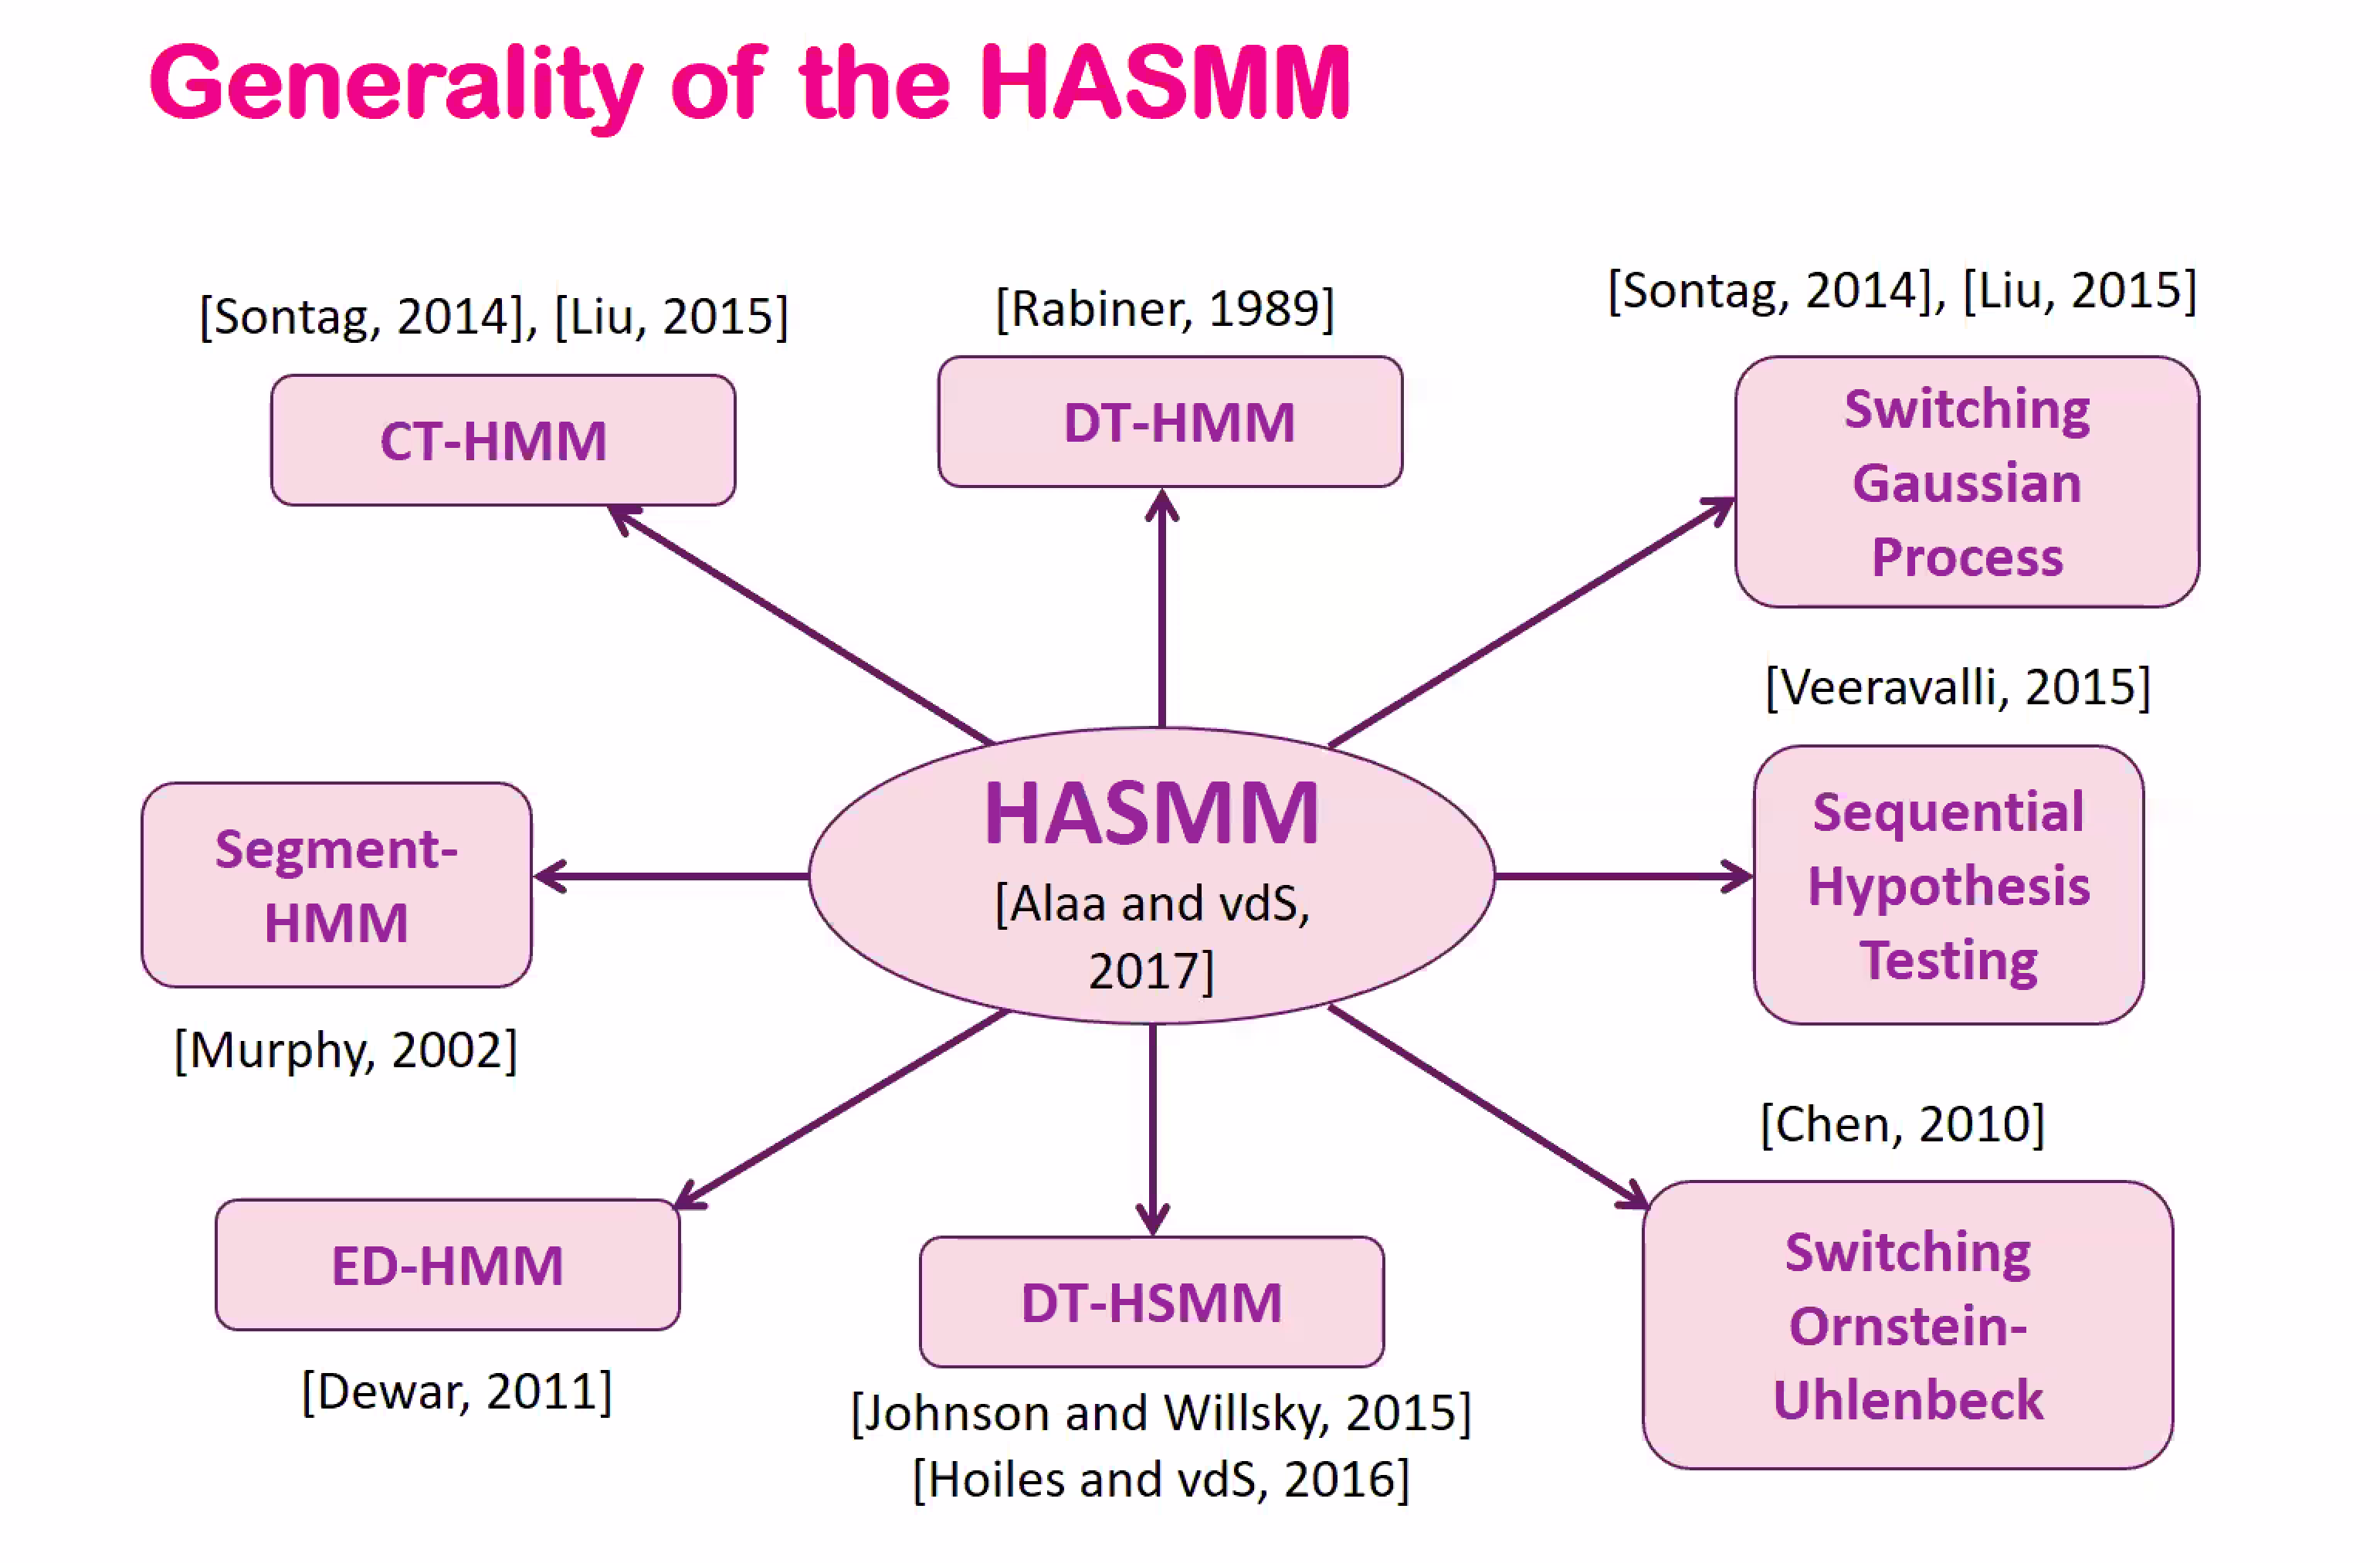 Generality of the HASMM
[Sontag, 2014], [Liu, 2015]
CT-HMM
[Rabiner, 1989]
DT-HMM
[Sontag, 2014], [Liu, 2015]
Switching
Gaussian
Process
[Veeravalli, 2015]
Sequential
Hypothesis
Testing
HASMM
[Alaa and vdS,
2017]
Segment-
HMM
[Murphy, 2002]
ED-HMM
[Dewar, 2011]
DT-HSMM
[Johnson and Willsky, 2015]
[Hoiles and vdS, 2016]
[Chen, 2010]
Switching
Ornstein-
Uhlenbeck